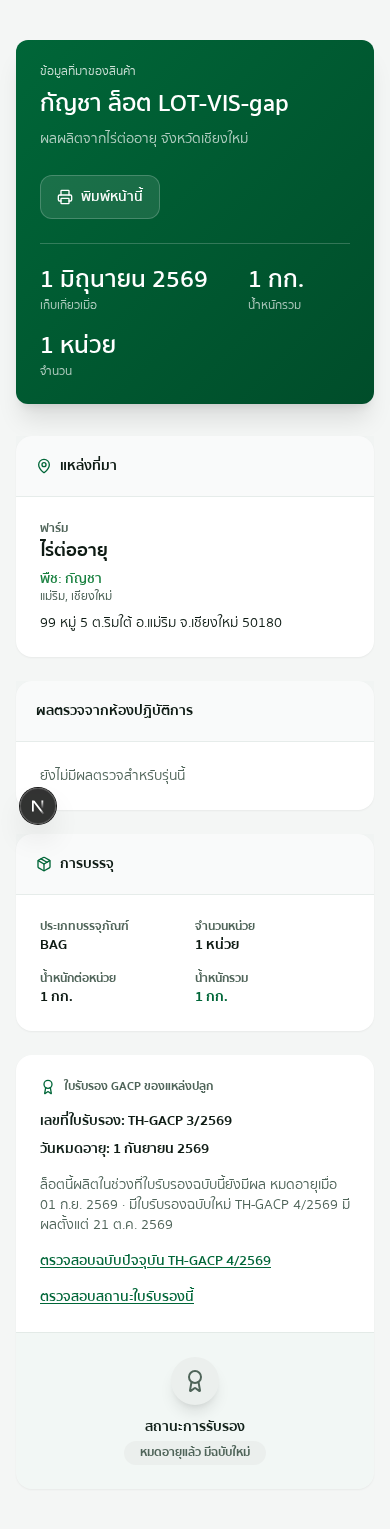 ข้อมูลที่มาของสินค้า
กัญชา ล็อต LOT-VIS-gap
ผลผลิตจากไร่ต่ออายุ จังหวัดเชียงใหม่
พิมพ์หน้านี้
1 มิถุนายน 2569
เก็บเกี่ยวเมื่อ
1 กก.
น้ำหนักรวม
1 หน่วย
จำนวน
แหล่งที่มา
ฟาร์ม
ไร่ต่ออายุ
พืช: กัญชา
แม่ริม, เชียงใหม่
99 หมู่ 5 ต.ริมใต้ อ.แม่ริม จ.เชียงใหม่ 50180
ผลตรวจจากห้องปฏิบัติการ
ยังไม่มีผลตรวจสำหรับรุ่นนี้
N
การบรรจุ
ประเภทบรรจุภัณฑ์
BAG
จำนวนหน่วย
1 หน่วย
น้ำหนักต่อหน่วย
1 กก.
น้ำหนักรวม
1 กก.
ใบรับรอง GACP ของแหล่งปลูก
เลขที่ใบรับรอง: TH-GACP 3/2569
วันหมดอายุ: 1 กันยายน 2569
ล็อตนี้ผลิตในช่วงที่ใบรับรองฉบับนี้ยังมีผล หมดอายุเมื่อ
01 ก.ย. 2569 · มีใบรับรองฉบับใหม่ TH-GACP 4/2569 มี
ผลตั้งแต่ 21 ต.ค. 2569
ตรวจสอบฉบับปัจจุบัน TH-GACP 4/2569
ตรวจสอบสถานะใบรับรองนี้
สถานะการรับรอง
หมดอายุแล้ว มีฉบับใหม่